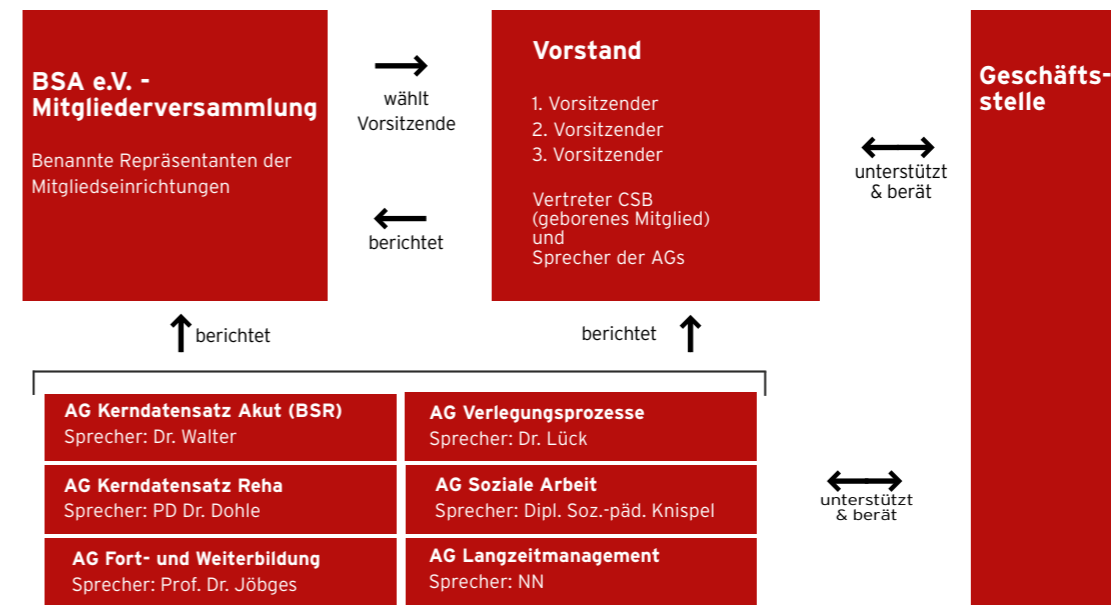 BSA e.V. -
Mitgliederversammlung
Benannte Repräsentanten der
Mitgliedseinrichtungen
wählt
Vorsitzende
berichtet
Vorstand
1. Vorsitzender
2. Vorsitzender
3. Vorsitzender
Vertreter CSB
(geborenes Mitglied)
und
Sprecher der AGs
unterstützt
& berät
Geschäfts-
stelle
berichtet
berichtet
AG Kerndatensatz Akut (BSR)
Sprecher: Dr. Walter
AG Verlegungsprozesse
Sprecher: Dr. Lück
AG Kerndatensatz Reha
Sprecher: PD Dr. Dohle
AG Soziale Arbeit
Sprecher: Dipl. Soz.-päd. Knispel
AG Fort- und Weiterbildung
Sprecher: Prof. Dr. Jöbges
AG Langzeitmanagement
Sprecher: NN
unterstützt
& berät